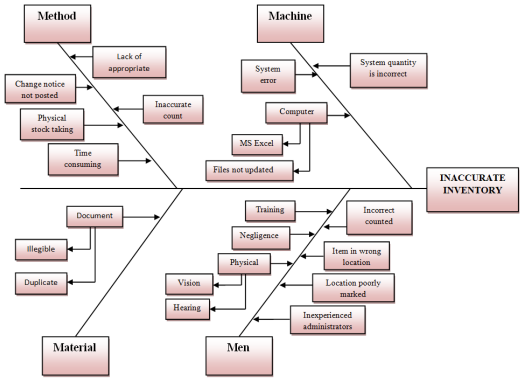 Method
Machine
Lack of
appropriate
System
error
System quantity
is incorrect
Change notice
not posted
Inaccurate
count
Computer
Physical
stock taking
MS Excel
Time
consuming
Files not updated
INACCURATE
INVENTORY
Document
Training
Incorrect
counted
Negligence
Illegible
Physical
Item in wrong
location
Duplicate
Vision
Location poorly
marked
Hearing
Inexperienced
administrators
Material
Men